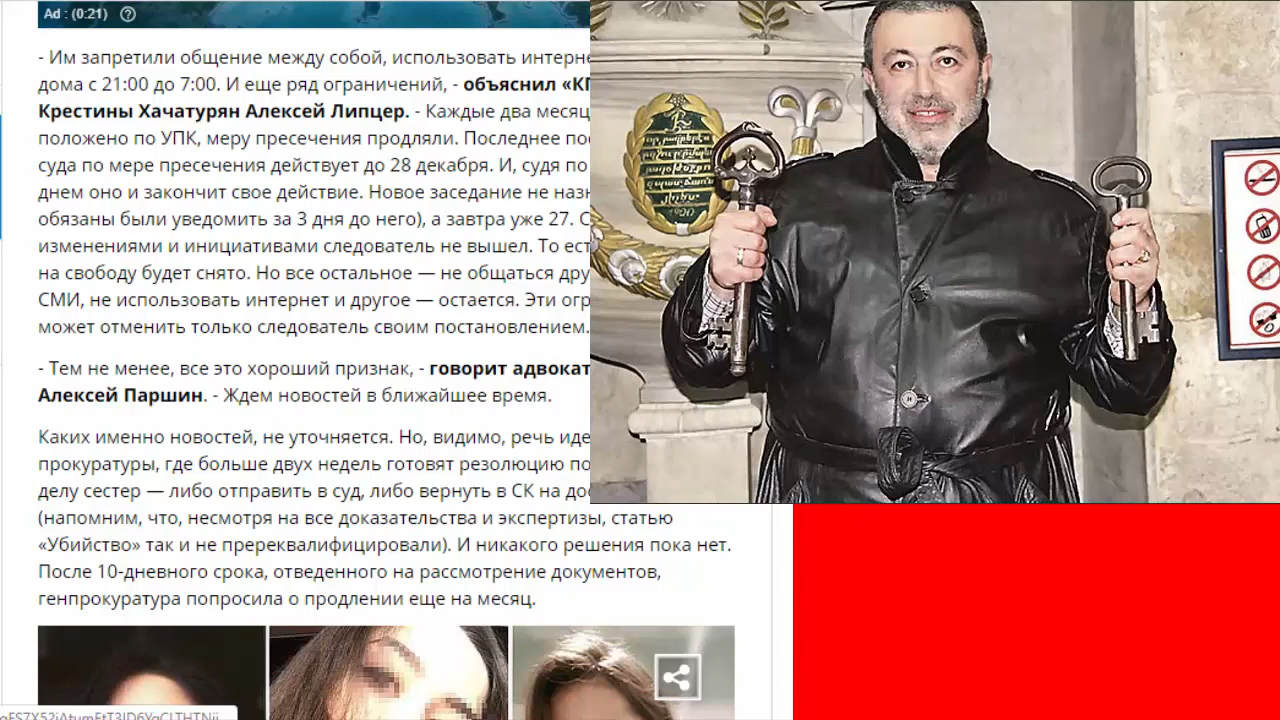 Ad : (0:21)
- Им запретили общение между собой, использовать интерне
дома с 21:00 до 7:00. И еще ряд ограничений, - объяснил «КП
Крестины Хачатурян Алексей Липцер. - Каждые два месяц
положено по УПК, меру пресечения продляли. Последнее пос
суда по мере пресечения действует до 28 декабря. И, судя по
днем оно и закончит свое действие. Новое заседание не назн
обязаны были уведомить за 3 дня до него), а завтра уже 27. С
изменениями и инициативами следователь не вышел. То ест
на свободу будет снято. Но все остальное — не общаться дру
СМИ, не использовать интернет и другое — остается. Эти огр
может отменить только следователь своим постановлением.
- Тем не менее, все это хороший признак, - говорит адвокат
Алексей Паршин. - Ждем новостей в ближайшее время.
Каких именно новостей, не уточняется. Но, видимо, речь иде
прокуратуры, где больше двух недель готовят резолюцию по
делу сестер — либо отправить в суд, либо вернуть в СК на до
(напомним, что, несмотря на все доказательства и экспертизы, статью
«Убийство» так и не пререквалифицировали). И никакого решения пока нет.
После 10-дневного срока, отведенного на рассмотрение документов,
генпрокуратура попросила о продлении еще на месяц.